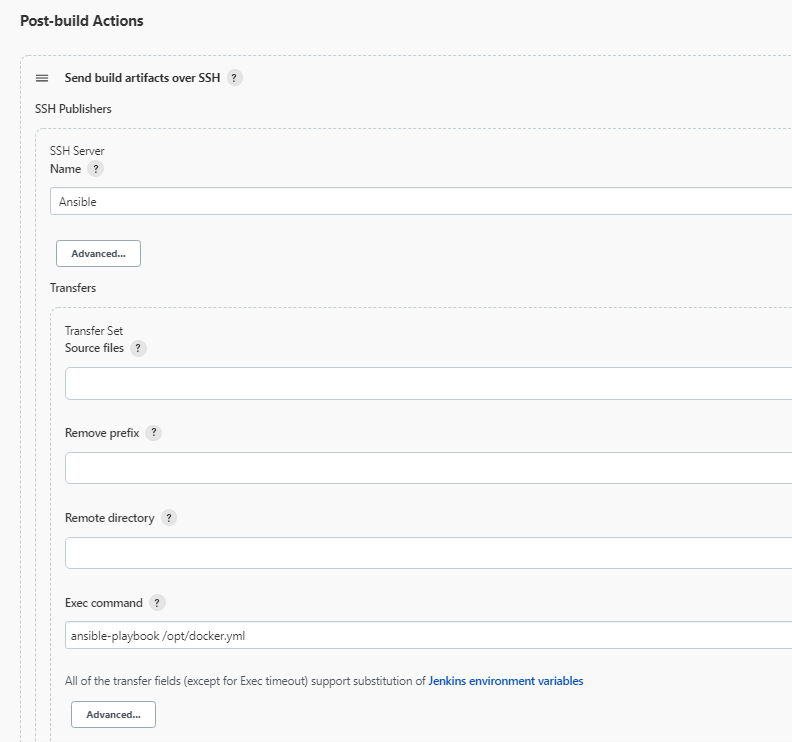 Post-build Actions
Send build artifacts over SSH ?
SSH Publishers
SSH Server
Name ?
Ansible
Advanced...
Transfers
Transfer Set
Source files ?
Remove prefix ?
Remote directory ?
Exec command ?
ansible-playbook /opt/docker.yml
All of the transfer fields (except for Exec timeout) support substitution of Jenkins environment variables
Advanced...